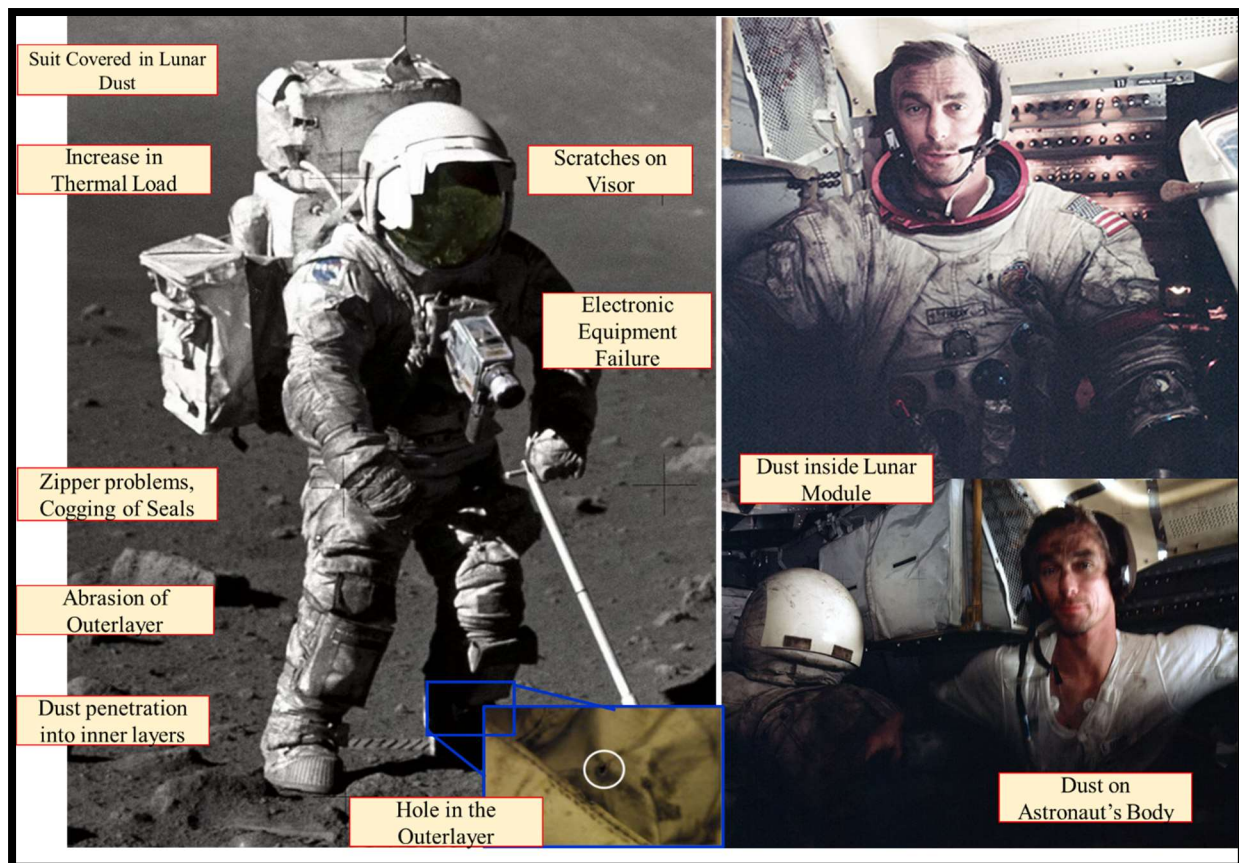 Suit Covered in Lunar
Dust
Increase in
Thermal Load
Scratches on
Visor
Electronic
Equipment
Failure
Zipper problems,
Cogging of Seals
Abrasion of
Outerlayer
Dust penetration
into inner layers
Hole in the
Outerlayer
Dust inside Lunar
Module
Dust on
Astronaut's Body